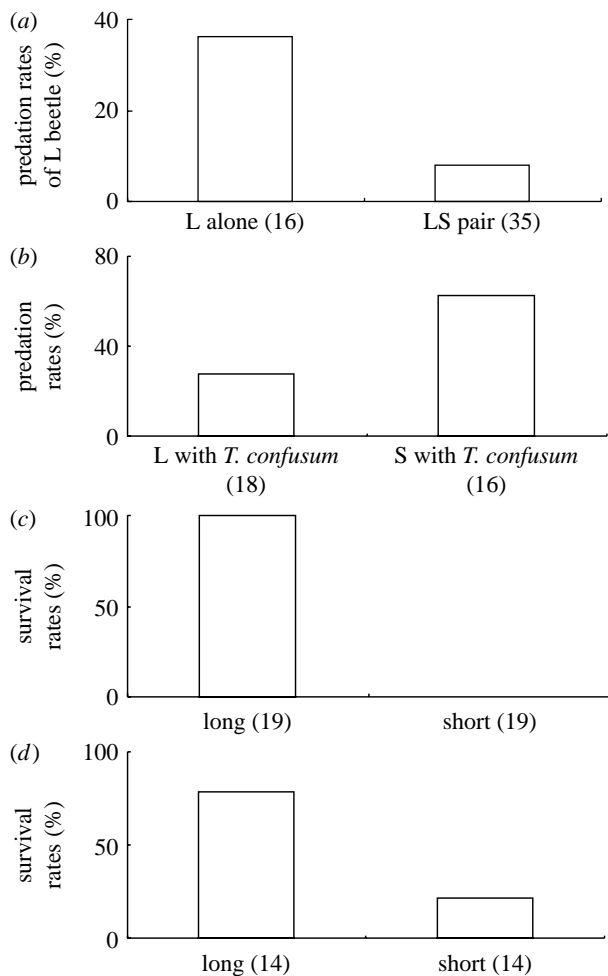 (a)
40
20
0
predation rates
of L beetle (%)
L alone (16)
LS pair (35)
(b)
80
40
0
predation
rates (%)
L with T. confusum
(18)
S with T. confusum
(16)
(c)
100
50
0
survival
rates (%)
long (19)
short (19)
(d)
100
50
0
survival
rates (%)
long (14)
short (14)